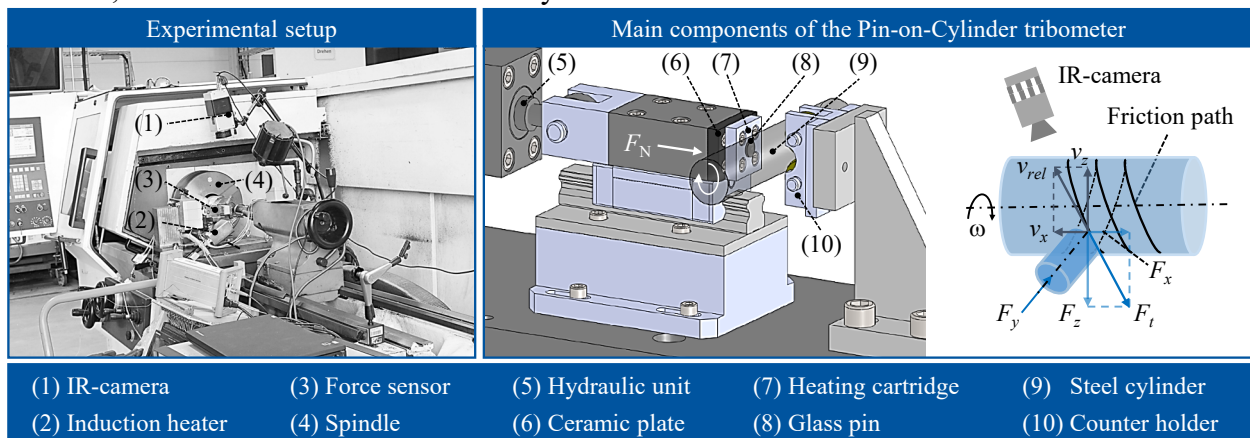 Experimental setup
Main components of the Pin-on-Cylinder tribometer
(1)
(3)
(4)
(2)
(5)
(6)
(7)
(8)
(9)
F_N
(10)
IR-camera
Friction path
v_rel
v_z
ω
v_x
F_x
F_y
F_z
F_t
(1) IR-camera (3) Force sensor (5) Hydraulic unit (7) Heating cartridge (9) Steel cylinder
(2) Induction heater (4) Spindle (6) Ceramic plate (8) Glass pin (10) Counter holder